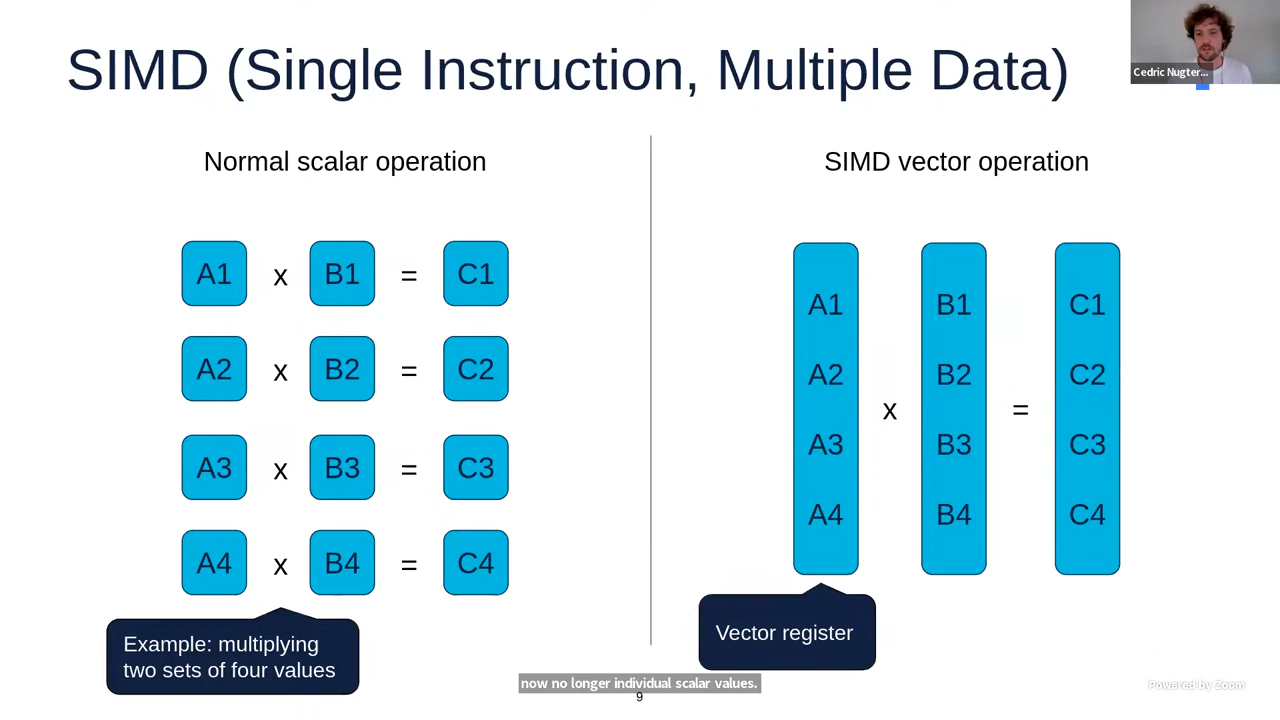 SIMD (Single Instruction, Multiple Data)
Cedric Nugter...
Normal scalar operation
A1 x B1 = C1
A2 x B2 = C2
A3 x B3 = C3
A4 x B4 = C4
Example: multiplying
two sets of four values
SIMD vector operation
A1 B1 C1
A2 B2 C2
x =
A3 B3 C3
A4 B4 C4
Vector register
now no longer individual scalar values.
9
Powered by Zoom